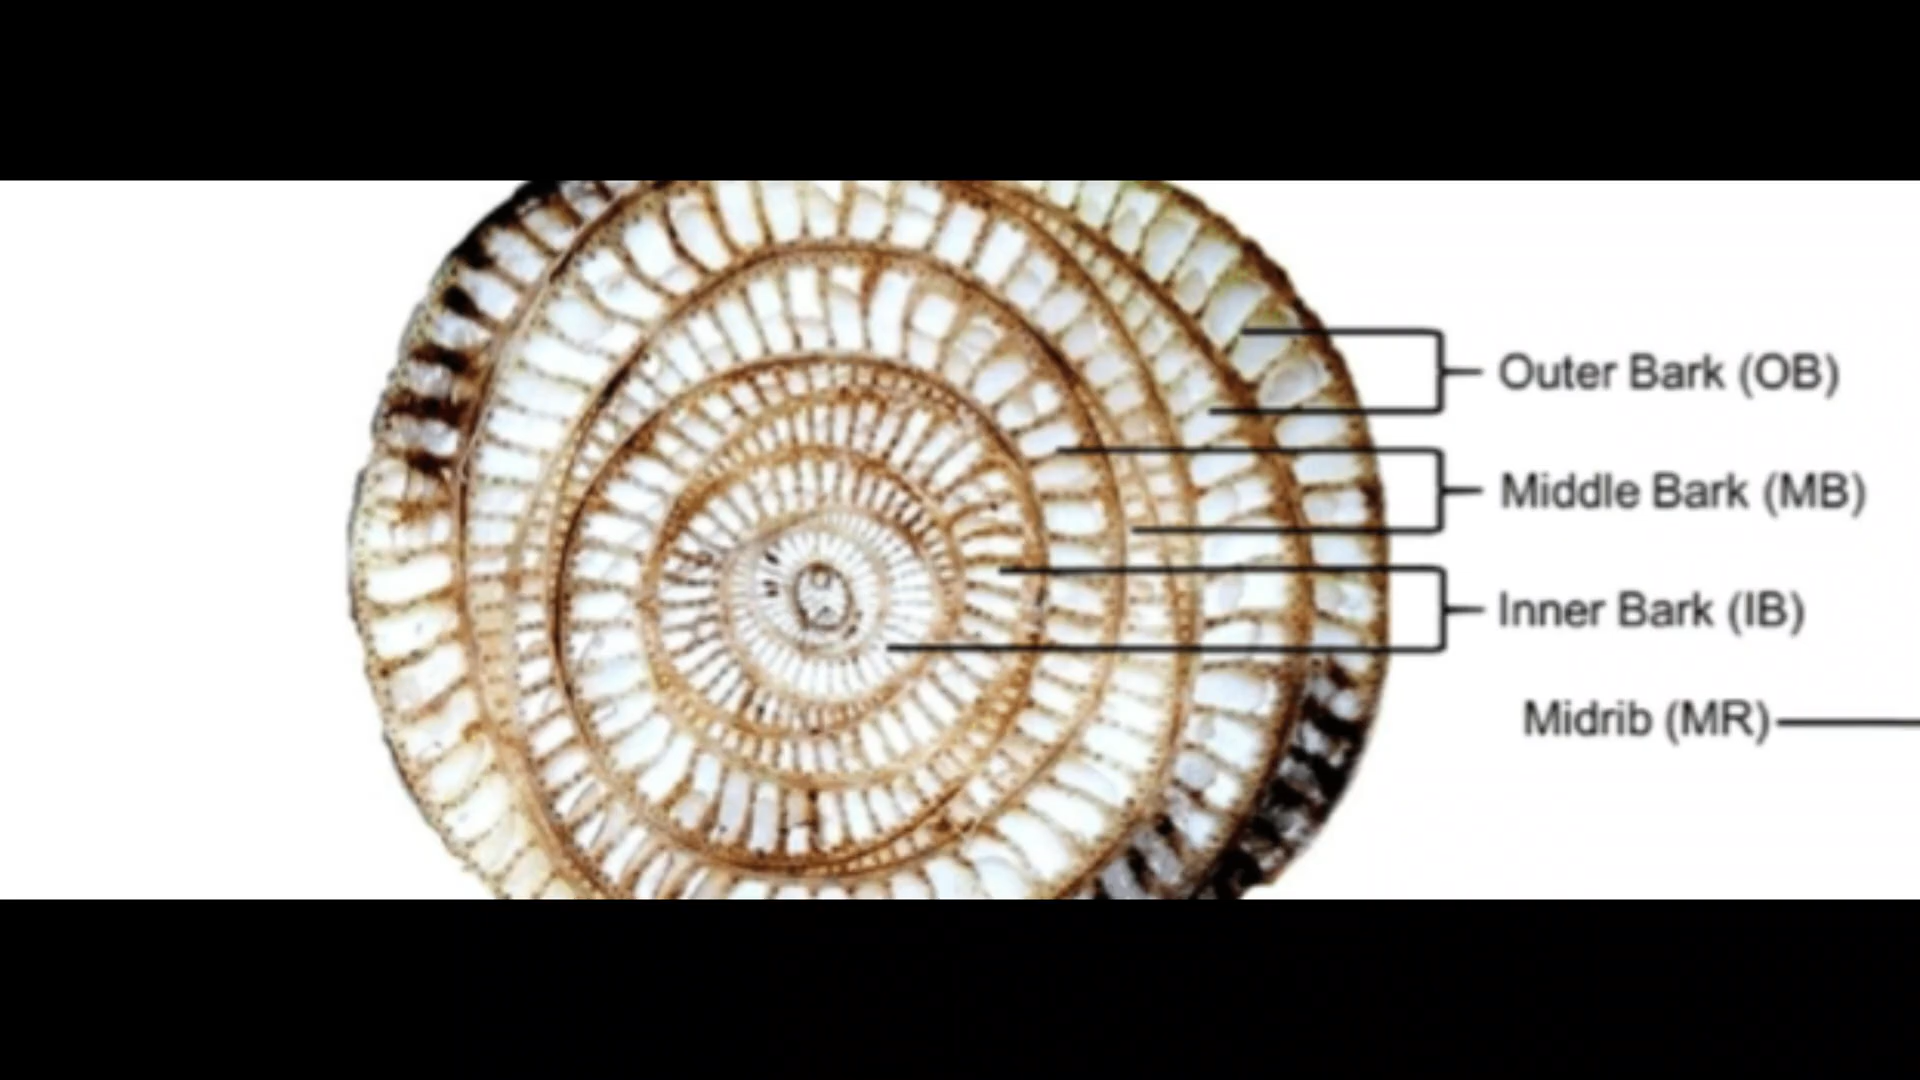 Outer Bark (OB)
Middle Bark (MB)
Inner Bark (IB)
Midrib (MR)